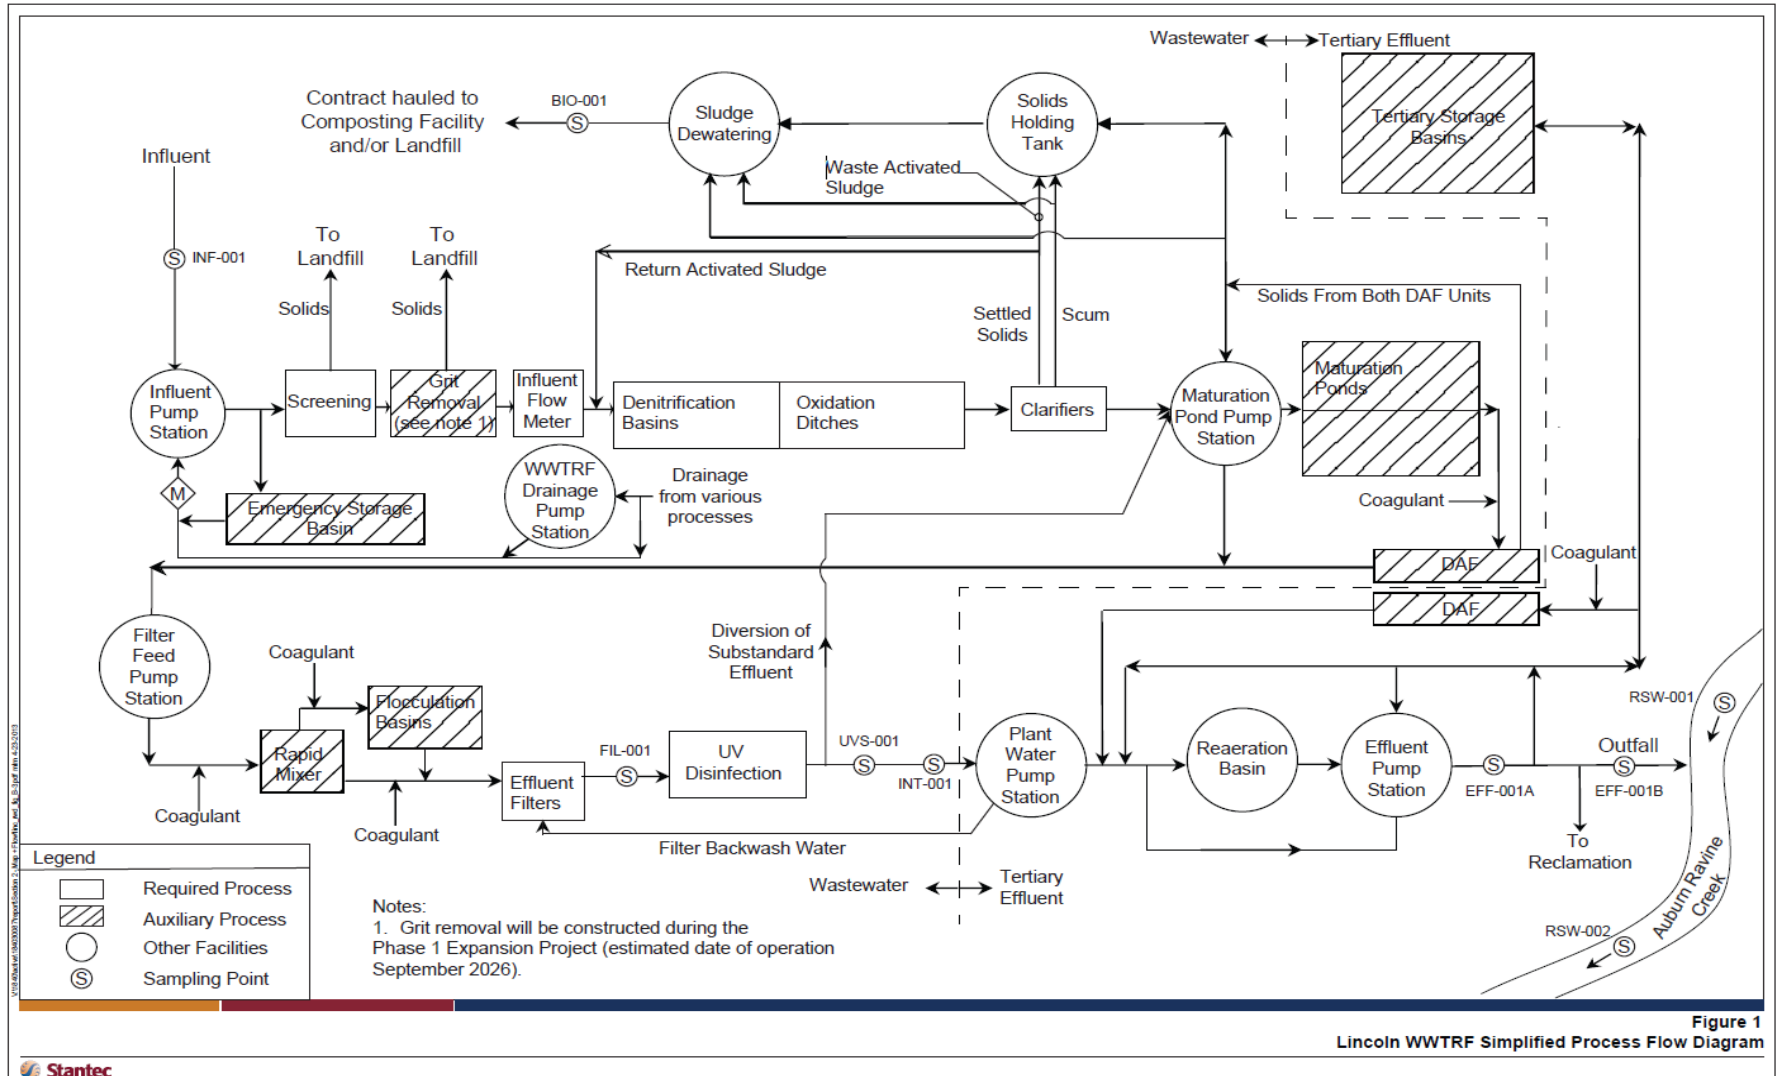 Wastewater
Tertiary Effluent
Contract hauled to
Composting Facility
and/or Landfill
BIO-001
S
Sludge
Dewatering
Solids
Holding
Tank
Tertiary Storage
Basins
Influent
Waste Activated
Sludge
S
INF-001
To
Landfill
To
Landfill
Return Activated Sludge
Solids
Solids
Settled
Solids
Scum
Solids From Both DAF Units
Influent
Pump
Station
Screening
Grit
Removal
(see note 1)
Influent
Flow
Meter
Denitrification
Basins
Oxidation
Ditches
Clarifiers
Maturation
Pond Pump
Station
Maturation
Ponds
M
Emergency Storage
Basin
WWTRF
Drainage
Pump
Station
Drainage
from various
processes
Coagulant
DAF
Coagulant
DAF
Filter
Feed
Pump
Station
Coagulant
Diversion of
Substandard
Effluent
Flocculation
Basins
Rapid
Mixer
Coagulant
Coagulant
Effluent
Filters
FIL-001
S
UV
Disinfection
UVS-001
S
S
INT-001
Plant
Water
Pump
Station
Reaeration
Basin
Effluent
Pump
Station
S
EFF-001A
Outfall
S
EFF-001B
RSW-001
S
To
Reclamation
Filter Backwash Water
Wastewater
Tertiary
Effluent
Auburn Ravine
Creek
RSW-002
S
Legend
Required Process
Auxiliary Process
Other Facilities
S
Sampling Point
Notes:
1. Grit removal will be constructed during the
Phase 1 Expansion Project (estimated date of operation
September 2026).
Figure 1
Lincoln WWTRF Simplified Process Flow Diagram
Stantec